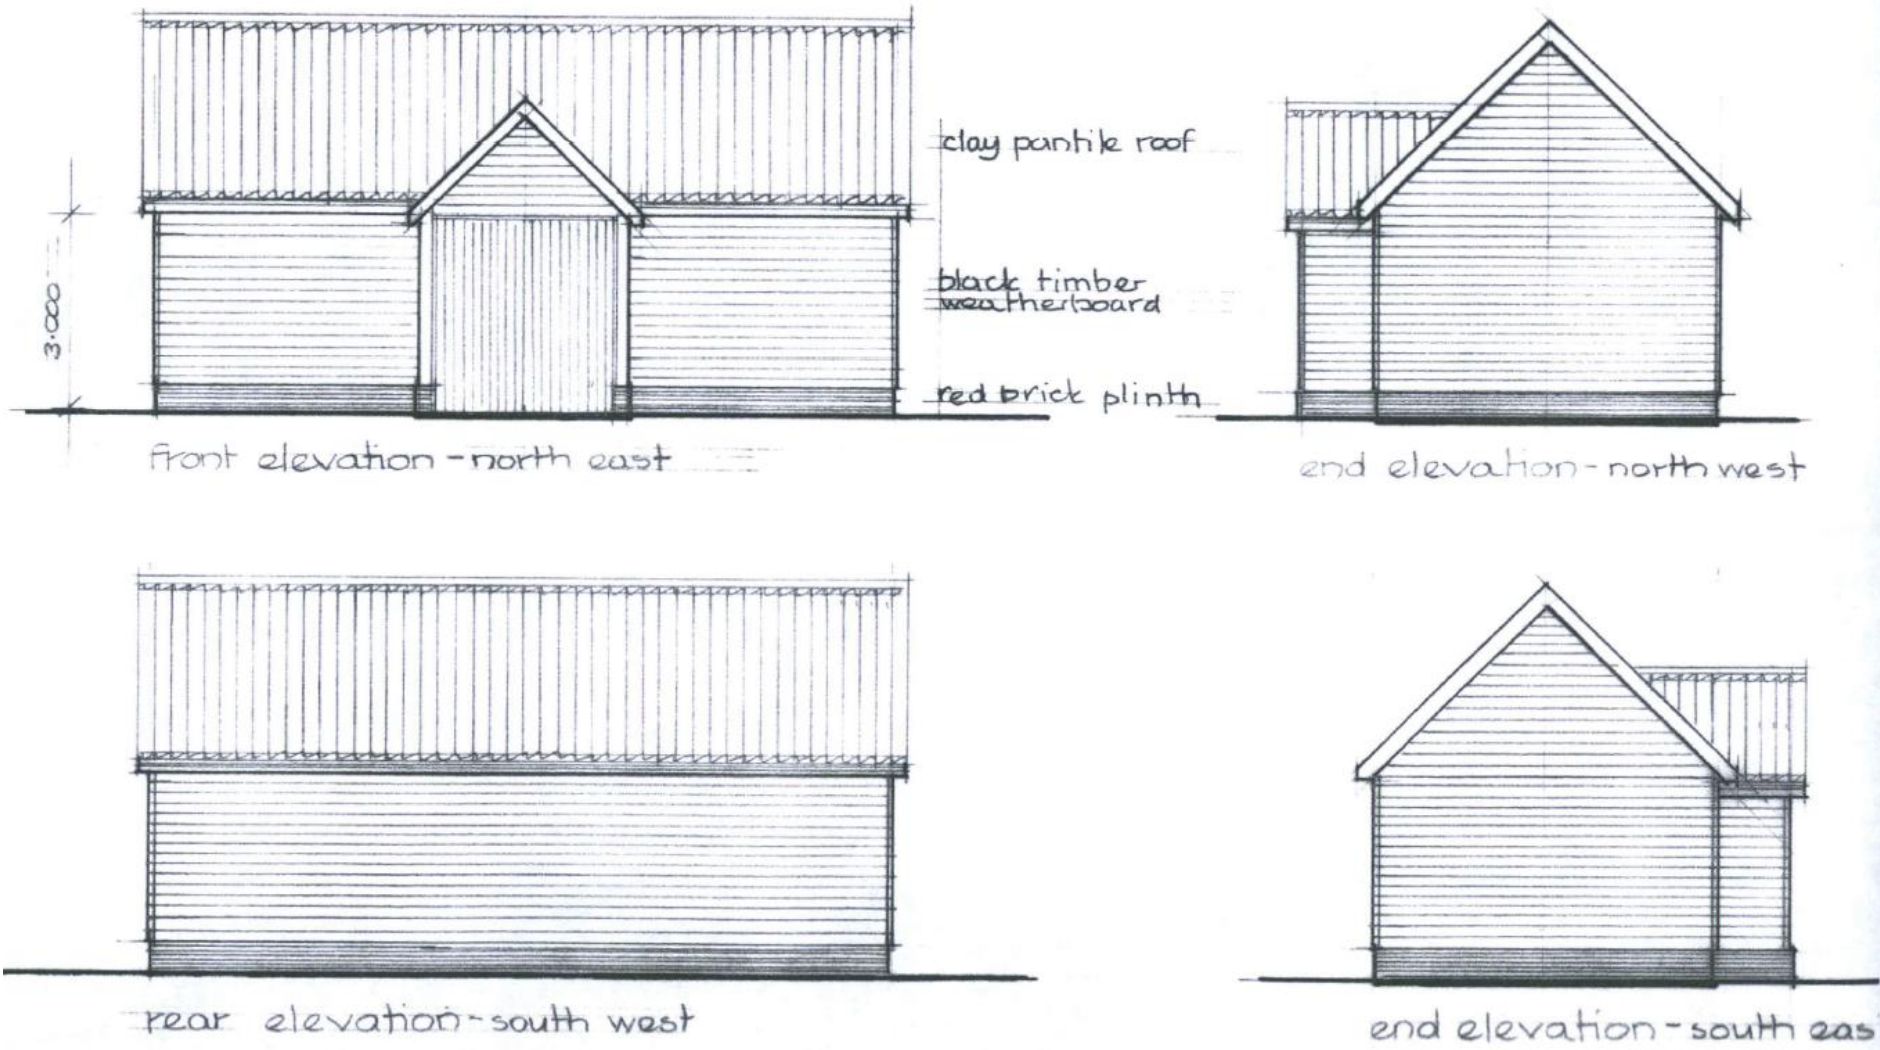 clay pantile roof
black timber
weatherboard
red brick plinth
3.000
front elevation - north east
end elevation - north west
rear elevation - south west
end elevation - south eas